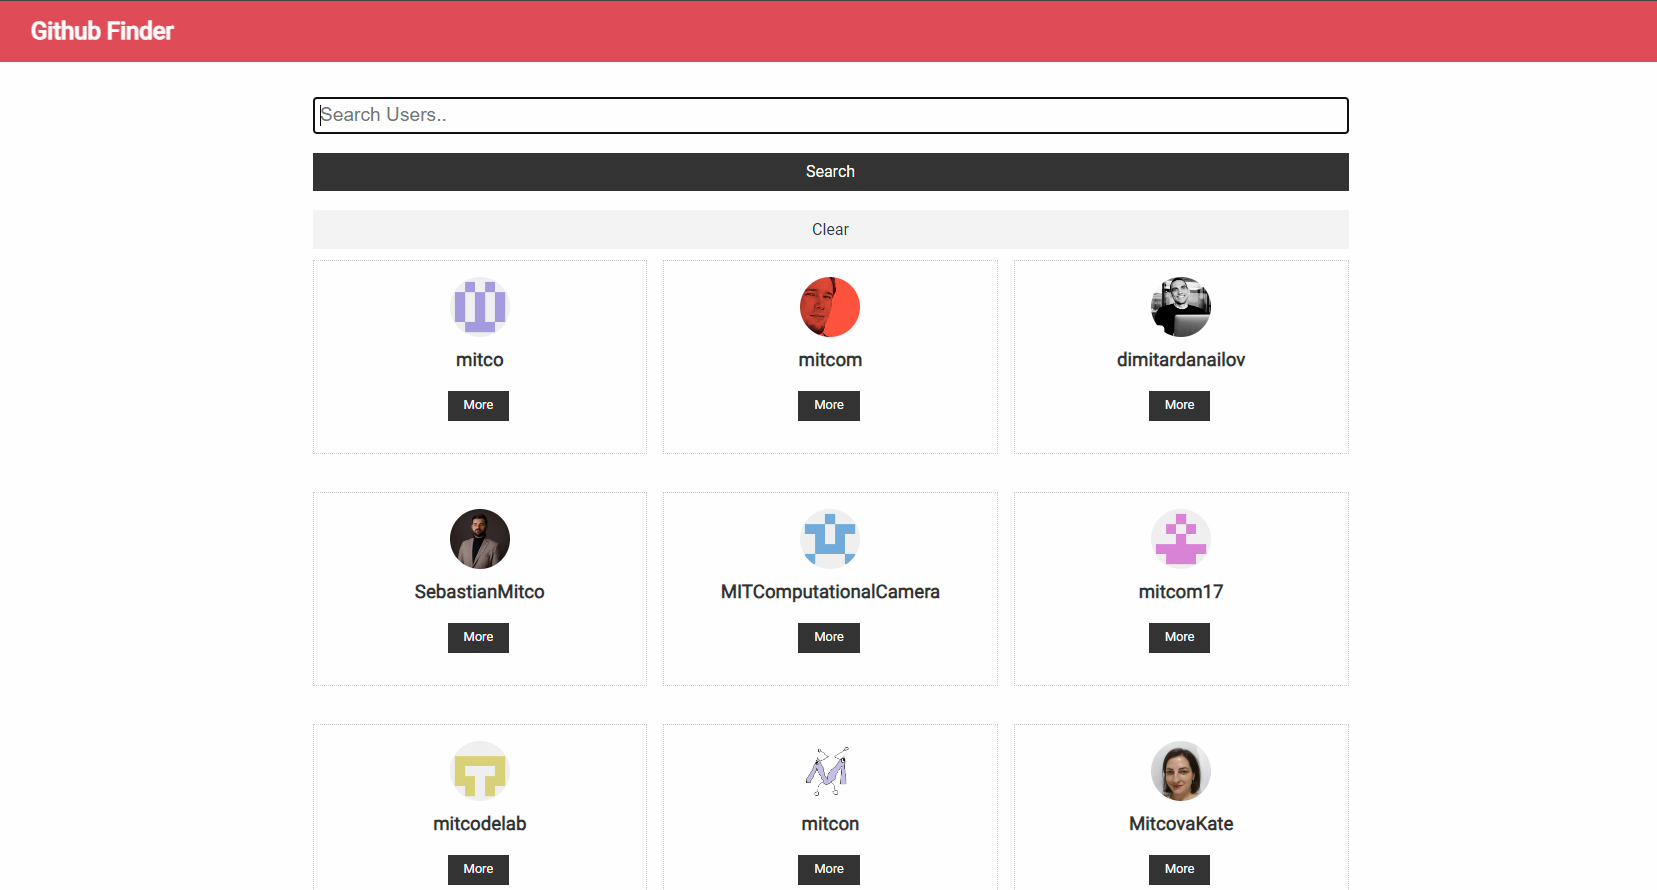 Github Finder
Search Users..
Search
Clear
mitco
mitcom
dimitardanailov
More
More
More
SebastianMitco
MITComputationalCamera
mitcom17
More
More
More
mitcodelab
mitcon
MitcovaKate
More
More
More